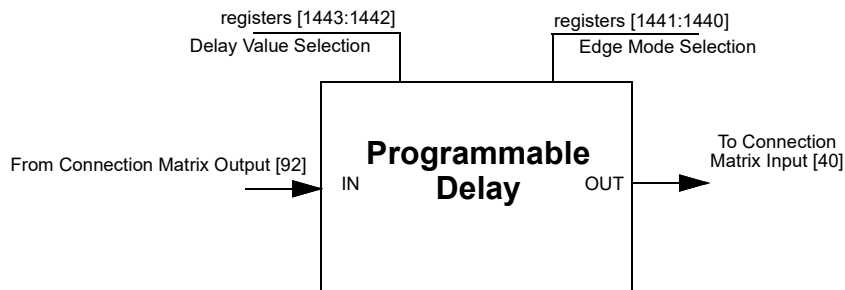 registers [1443:1442]
Delay Value Selection
registers [1441:1440]
Edge Mode Selection
From Connection Matrix Output [92]
IN
Programmable
Delay
OUT
To Connection
Matrix Input [40]